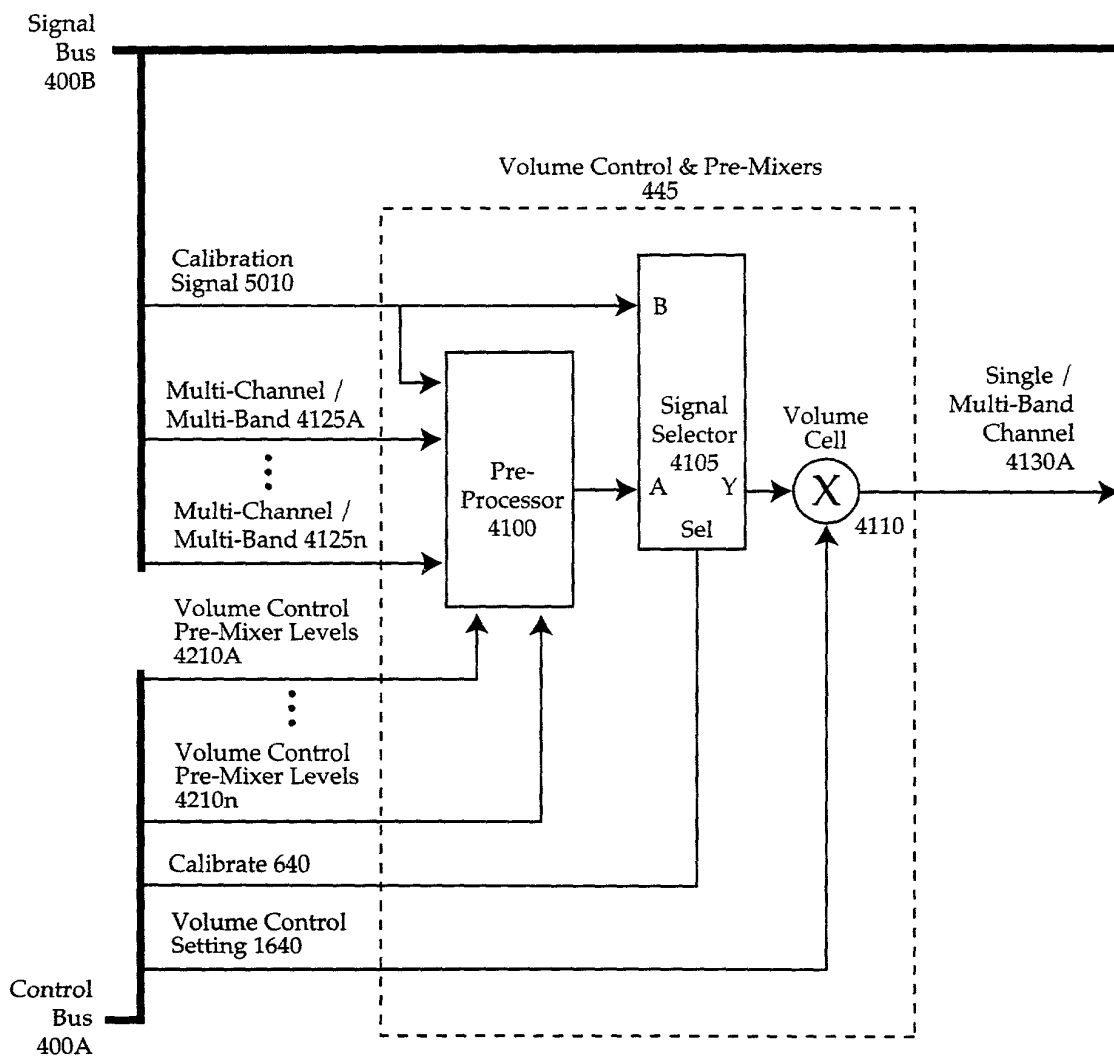 Signal
Bus
400B
Volume Control & Pre-Mixers
445
Calibration
Signal 5010
B
Multi-Channel /
Multi-Band 4125A
Multi-Channel /
Multi-Band 4125n
Pre-
Processor
4100
Signal
Selector
4105
A
Y
Sel
Volume
Cell
X
4110
Single /
Multi-Band
Channel
4130A
Volume Control
Pre-Mixer Levels
4210A
Volume Control
Pre-Mixer Levels
4210n
Calibrate 640
Volume Control
Setting 1640
Control
Bus
400A